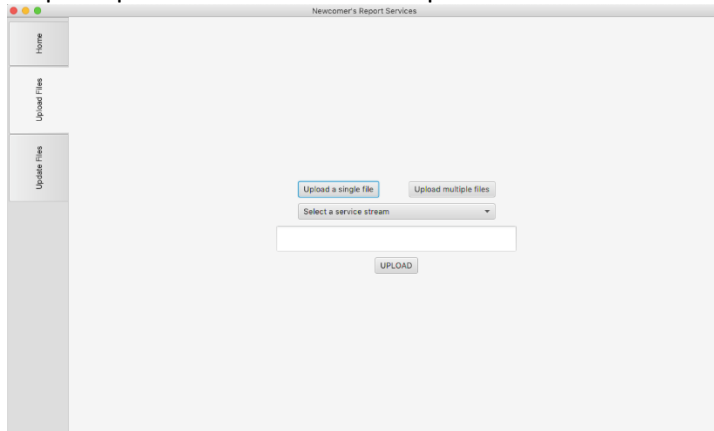 Newcomer's Report Services
Home
Upload Files
Update Files
Upload a single file
Upload multiple files
Select a service stream
UPLOAD